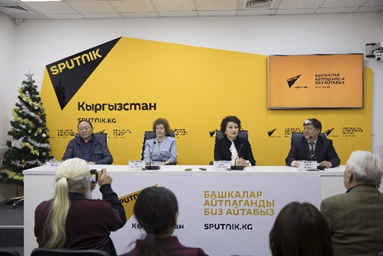 SPUTNIK
Кыргызстан
SPUTNIK.KG
БАШКАЛАР
АЙТПАГАНДЫ
БИЗ АЙТАБЫЗ
БАШКАЛАР
АЙТПАГАНДЫ
БИЗ АЙТАБЫЗ
SPUTNIK.KG